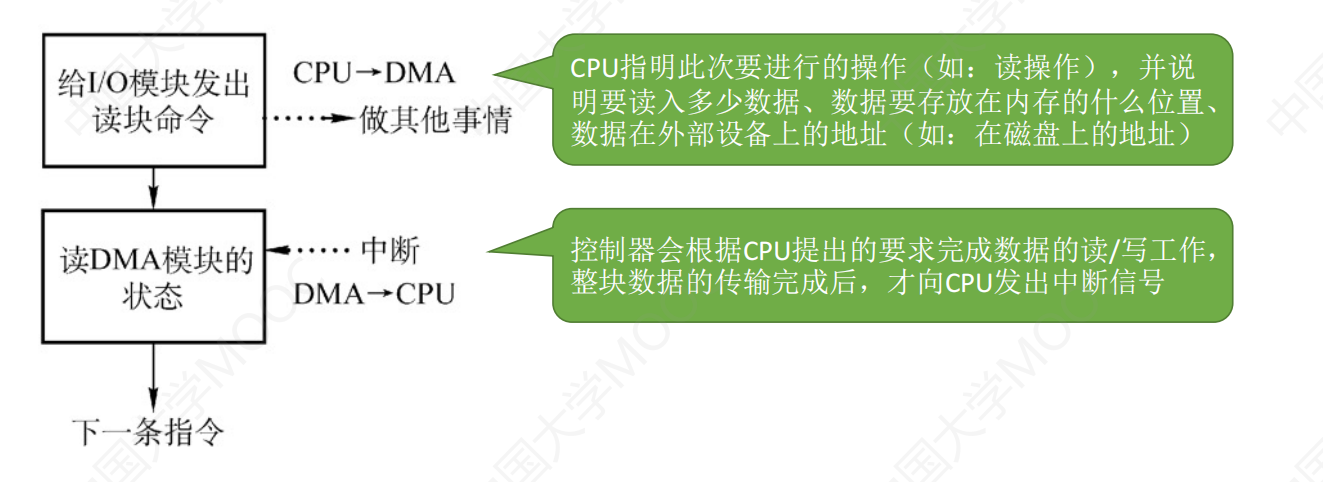 给I/O模块发出
读块命令
CPU→DMA
做其他事情
CPU指明此次要进行的操作（如：读操作），并说
明要读入多少数据、数据要存放在内存的什么位置、
数据在外部设备上的地址（如：在磁盘上的地址）
读DMA模块的
状态
中断
DMA→CPU
控制器会根据CPU提出的要求完成数据的读/写工作，
整块数据的传输完成后，才向CPU发出中断信号
下一条指令
中国大学MOOC